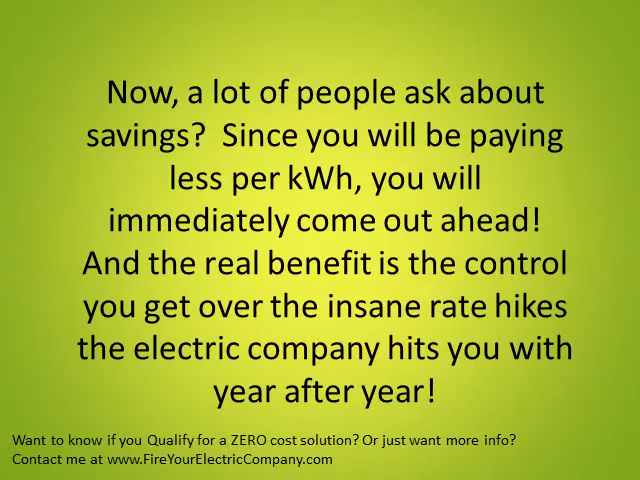 Now, a lot of people ask about
savings?  Since you will be paying
less per kWh, you will
immediately come out ahead!
And the real benefit is the control
you get over the insane rate hikes
the electric company hits you with
year after year!
Want to know if you Qualify for a ZERO cost solution? Or just want more info?
Contact me at www.FireYourElectricCompany.com